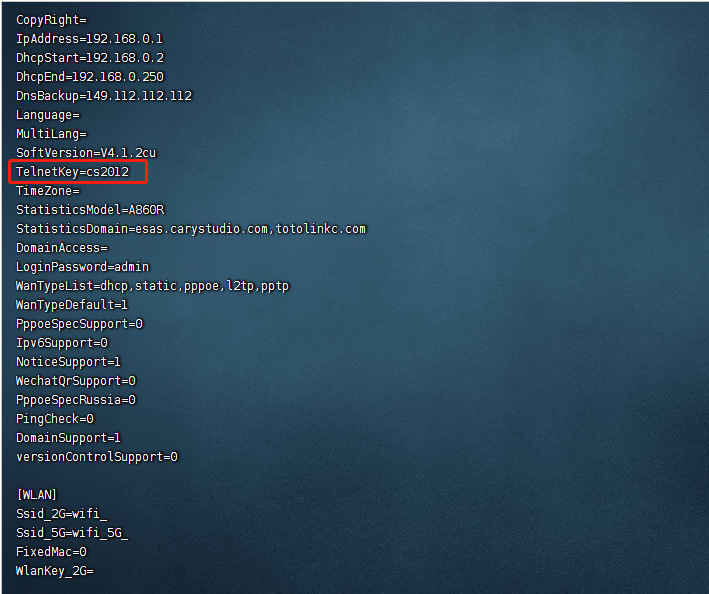 CopyRight=
IpAddress=192.168.0.1
DhcpStart=192.168.0.2
DhcpEnd=192.168.0.250
DnsBackup=149.112.112.112
Language=
MultiLang=
SoftVersion=V4.1.2cu
TelnetKey=cs2012
TimeZone=
StatisticsModel=A860R
StatisticsDomain=esas.carystudio.com,totolinkc.com
DomainAccess=
LoginPassword=admin
WanTypeList=dhcp,static,pppoe,l2tp,pptp
WanTypeDefault=1
PppoeSpecSupport=0
Ipv6Support=0
NoticeSupport=1
WechatQrSupport=0
PppoeSpecRussia=0
PingCheck=0
DomainSupport=1
versionControlSupport=0
[WLAN]
Ssid_2G=wifi_
Ssid_5G=wifi_5G_
FixedMac=0
WlanKey_2G=